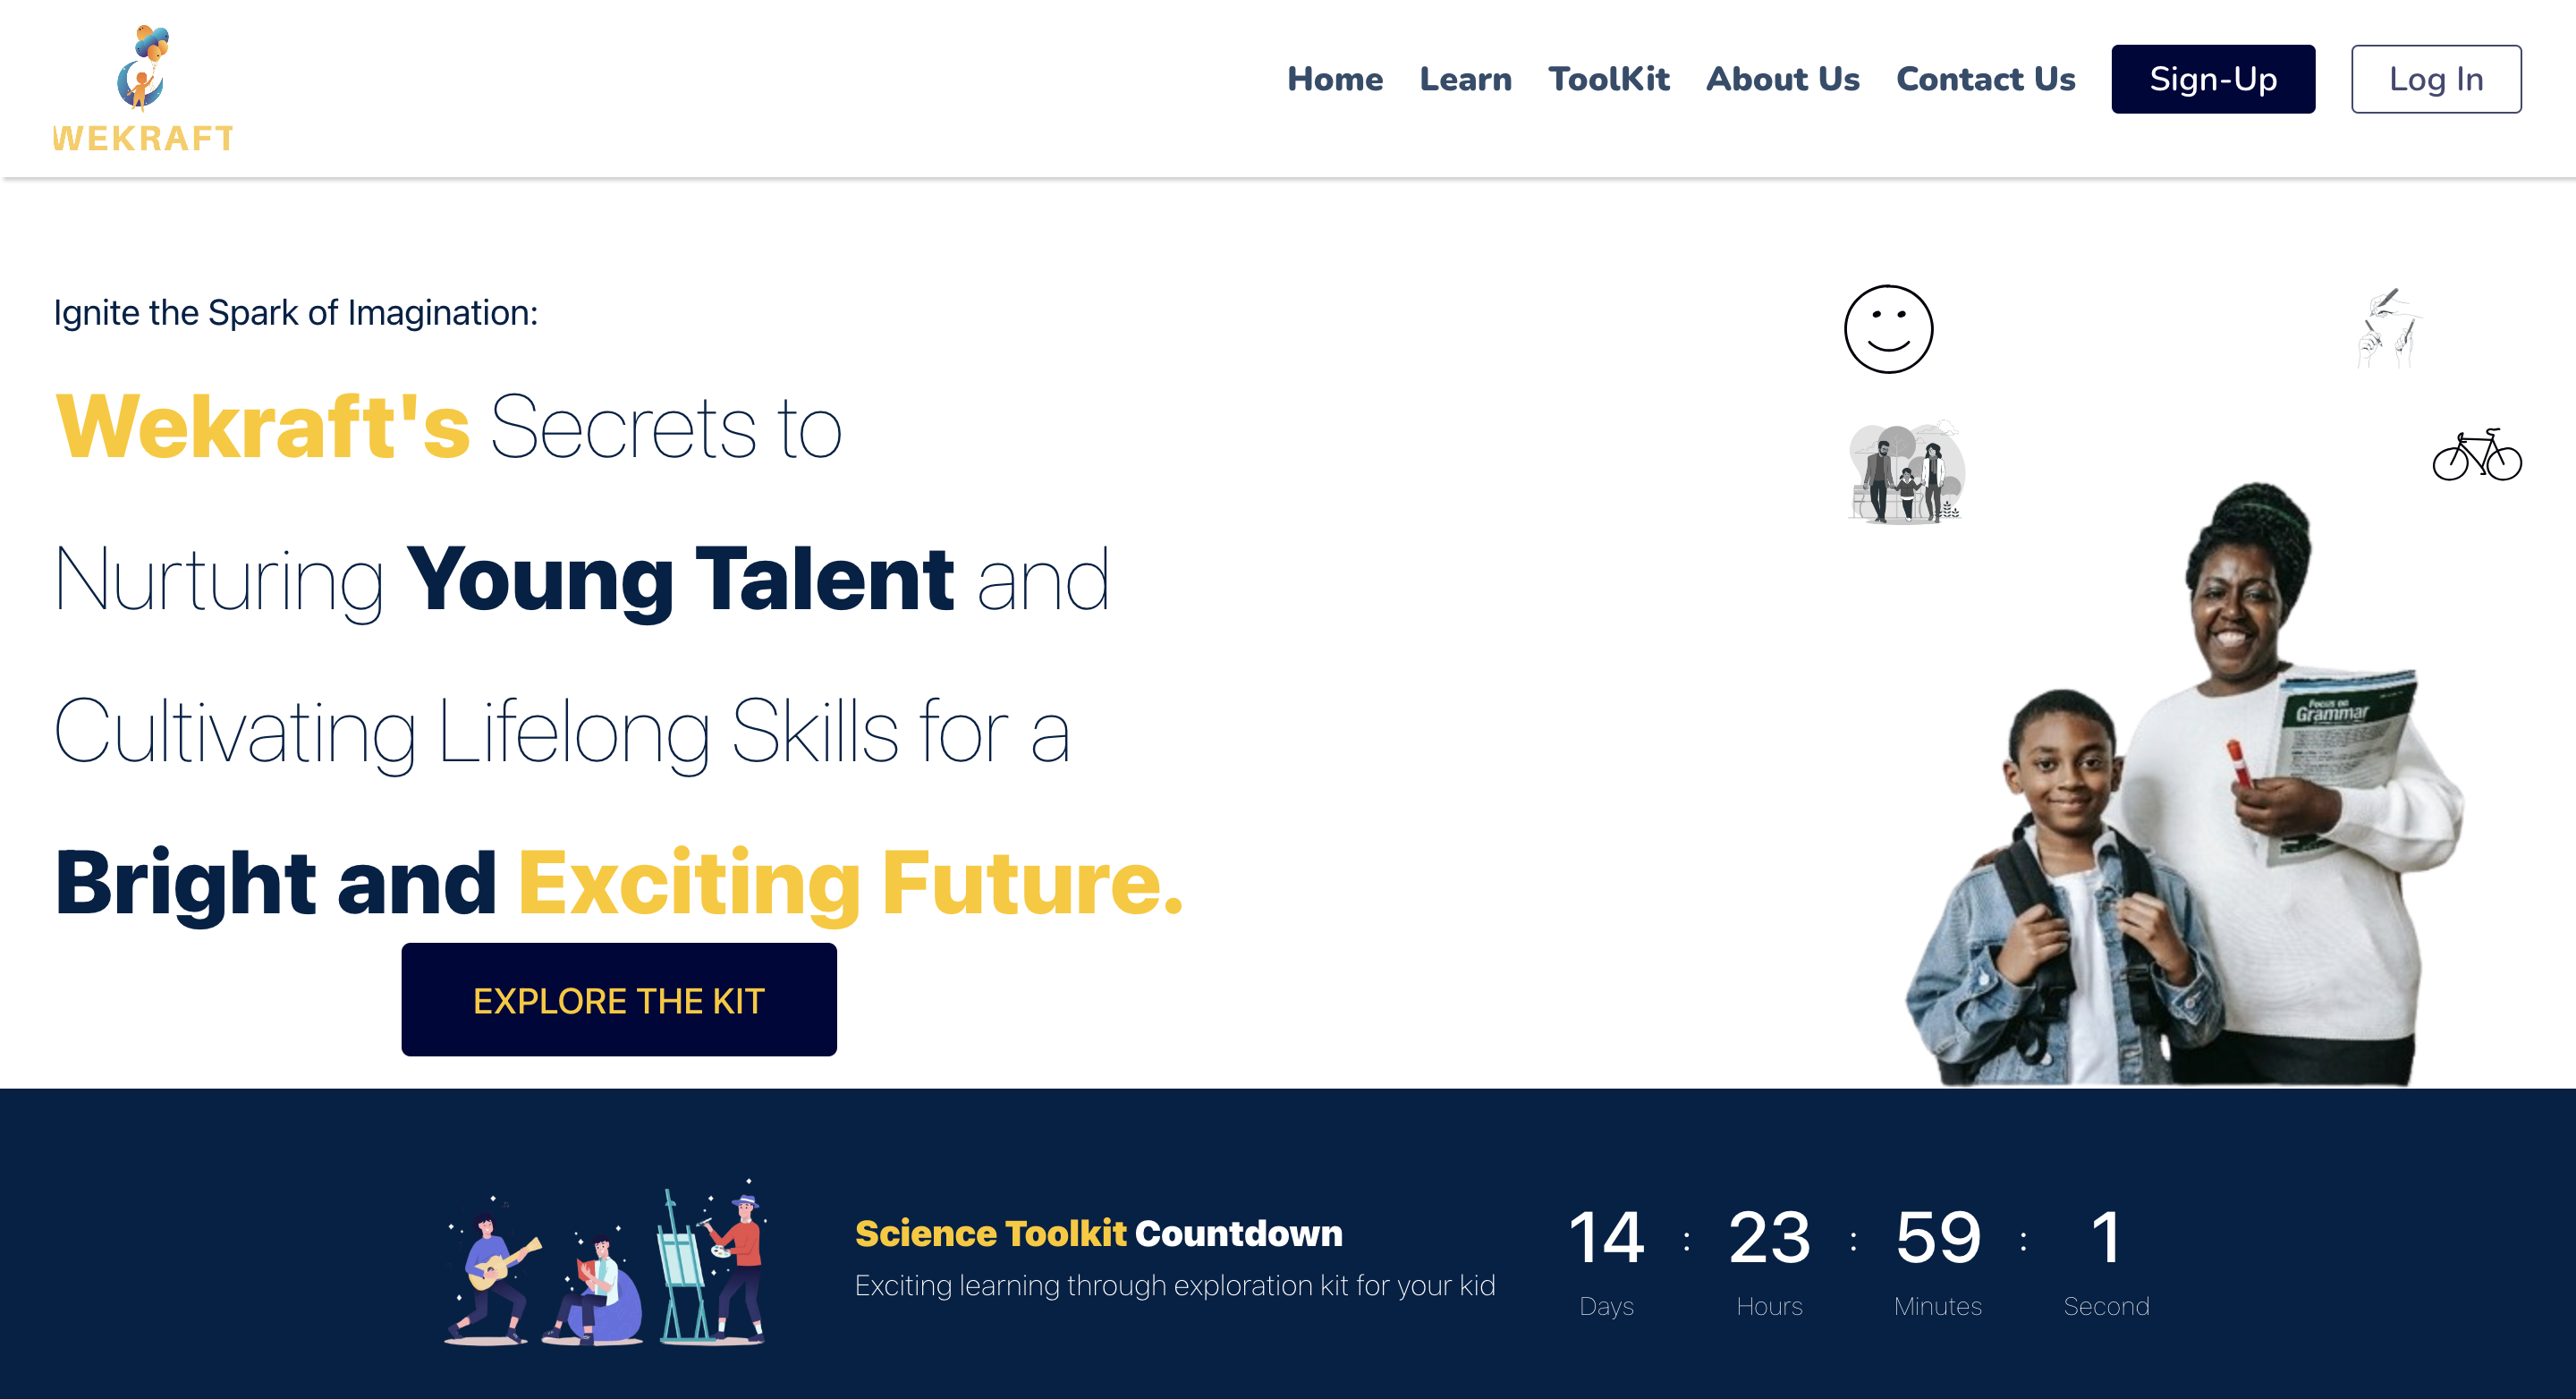 WEKRAFT
Home Learn ToolKit About Us Contact Us Sign-Up Log In
Ignite the Spark of Imagination:
Wekraft's Secrets to
Nurturing Young Talent and
Cultivating Lifelong Skills for a
Bright and Exciting Future.
Focus on
Grammar
EXPLORE THE KIT
Science Toolkit Countdown
Exciting learning through exploration kit for your kid
14 : 23 : 59 : 1
Days Hours Minutes Second